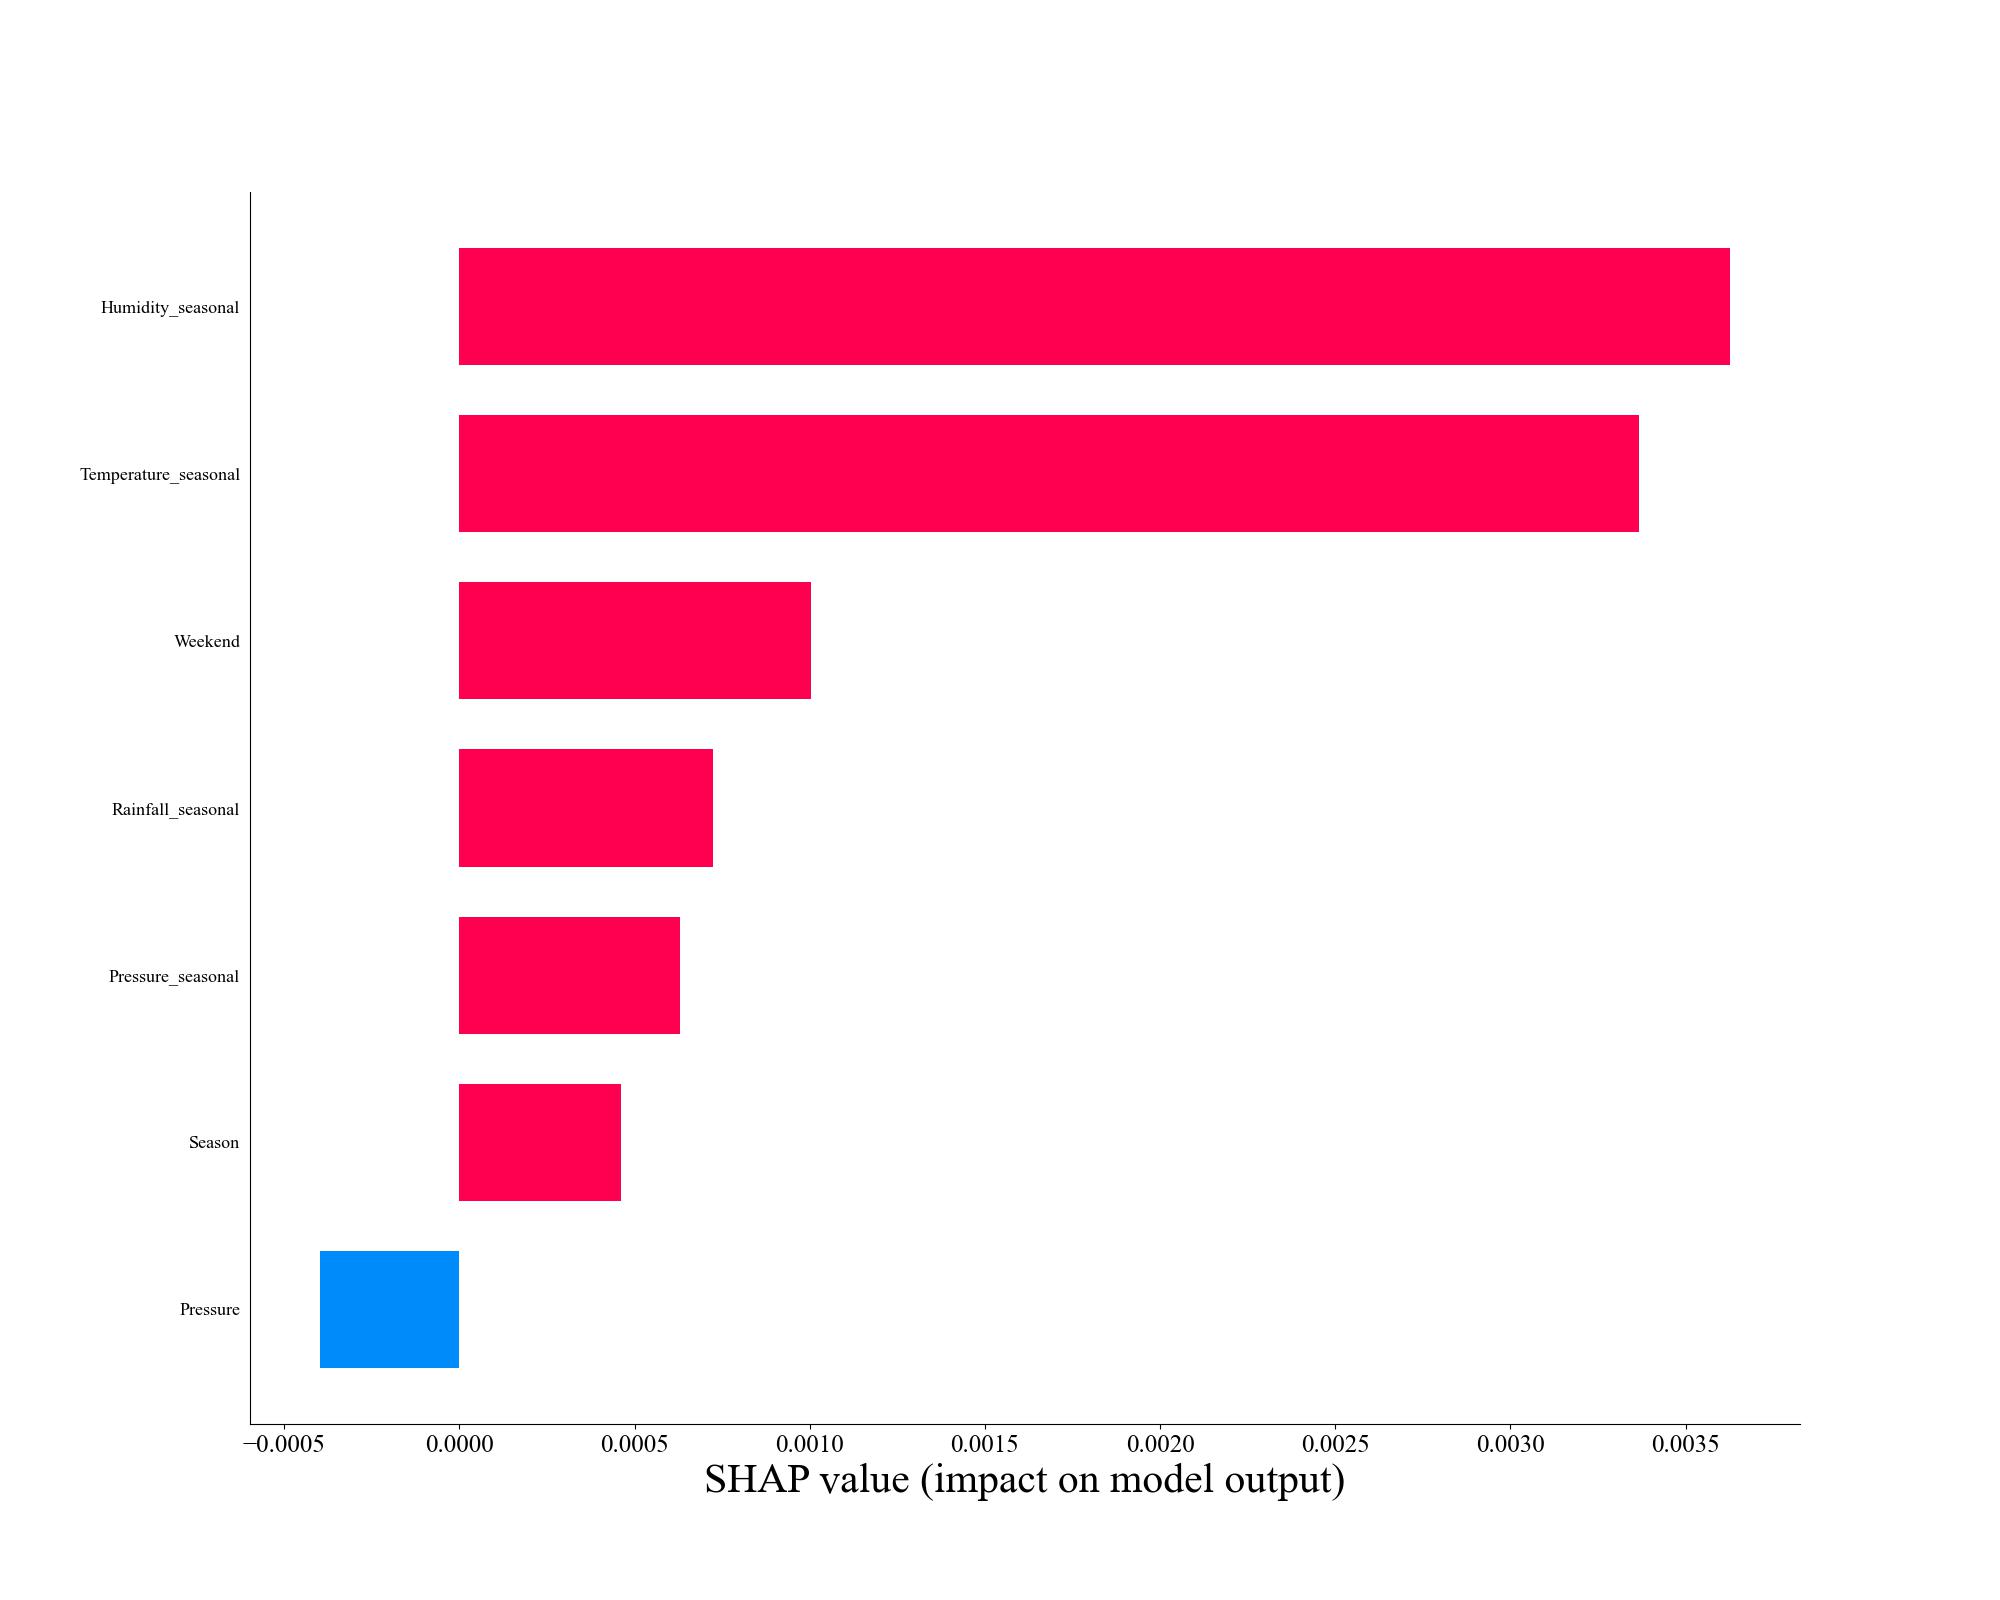 Humidity_seasonal
Temperature_seasonal
Weekend
Rainfall_seasonal
Pressure_seasonal
Season
Pressure
−0.0005 0.0000 0.0005 0.0010 0.0015 0.0020 0.0025 0.0030 0.0035
SHAP value (impact on model output)